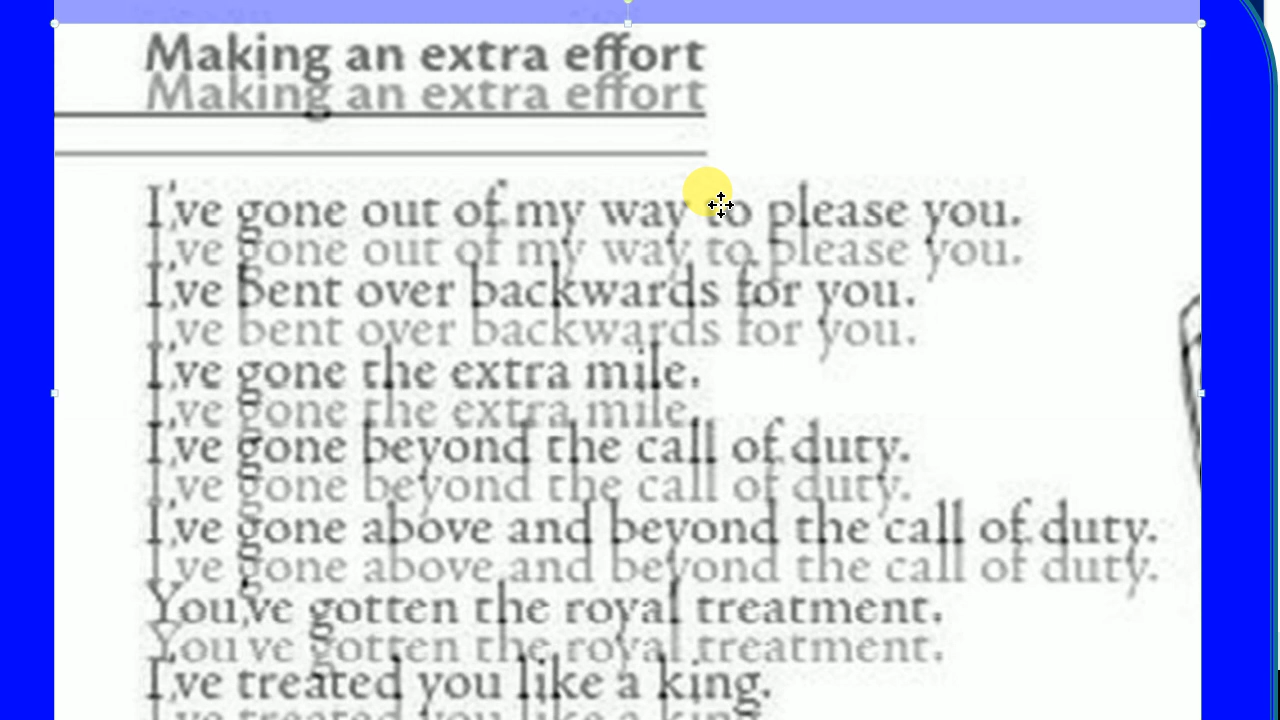 Making an extra effort
Making an extra effort
I've gone out of my way to please you.
I've gone out of my way to please you.
I've bent over backwards for you.
I've bent over backwards for you.
I've gone the extra mile.
I've gone the extra mile.
I've gone beyond the call of duty.
I've gone beyond the call of duty.
I've gone above and beyond the call of duty.
I've gone above and beyond the call of duty.
You've gotten the royal treatment.
You've gotten the royal treatment.
I've treated you like a king.
I've treated you like a king.